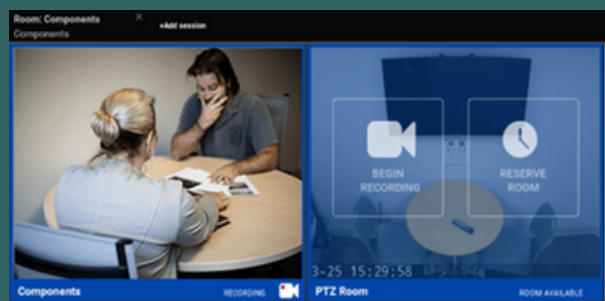 Room: Components
Components
+Add session
BEGIN
RECORDING
RESERVE
ROOM
3-25 15:29:58
Components
RECORDING
PTZ Room
ROOM AVAILABLE